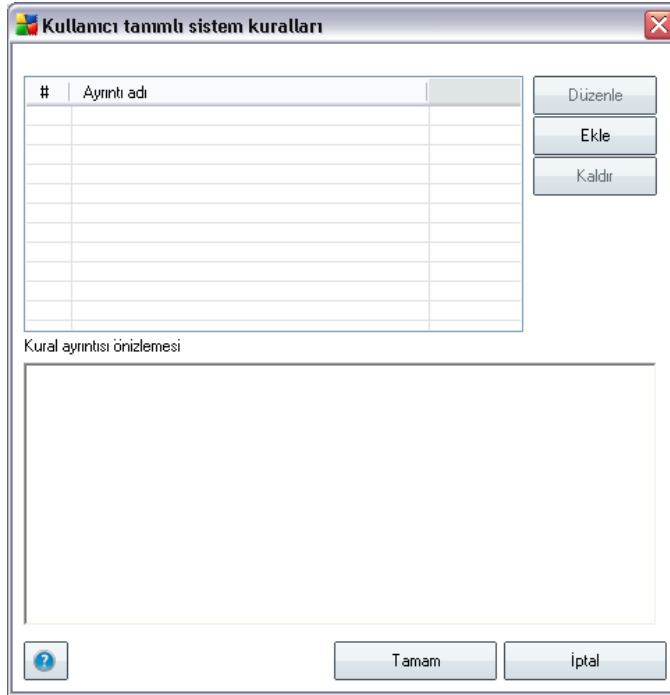 Kullanıcı tanımlı sistem kuralları
# Ayrıntı adı
Düzenle
Ekle
Kaldır
Kural ayrıntısı önizlemesi
Tamam
İptal